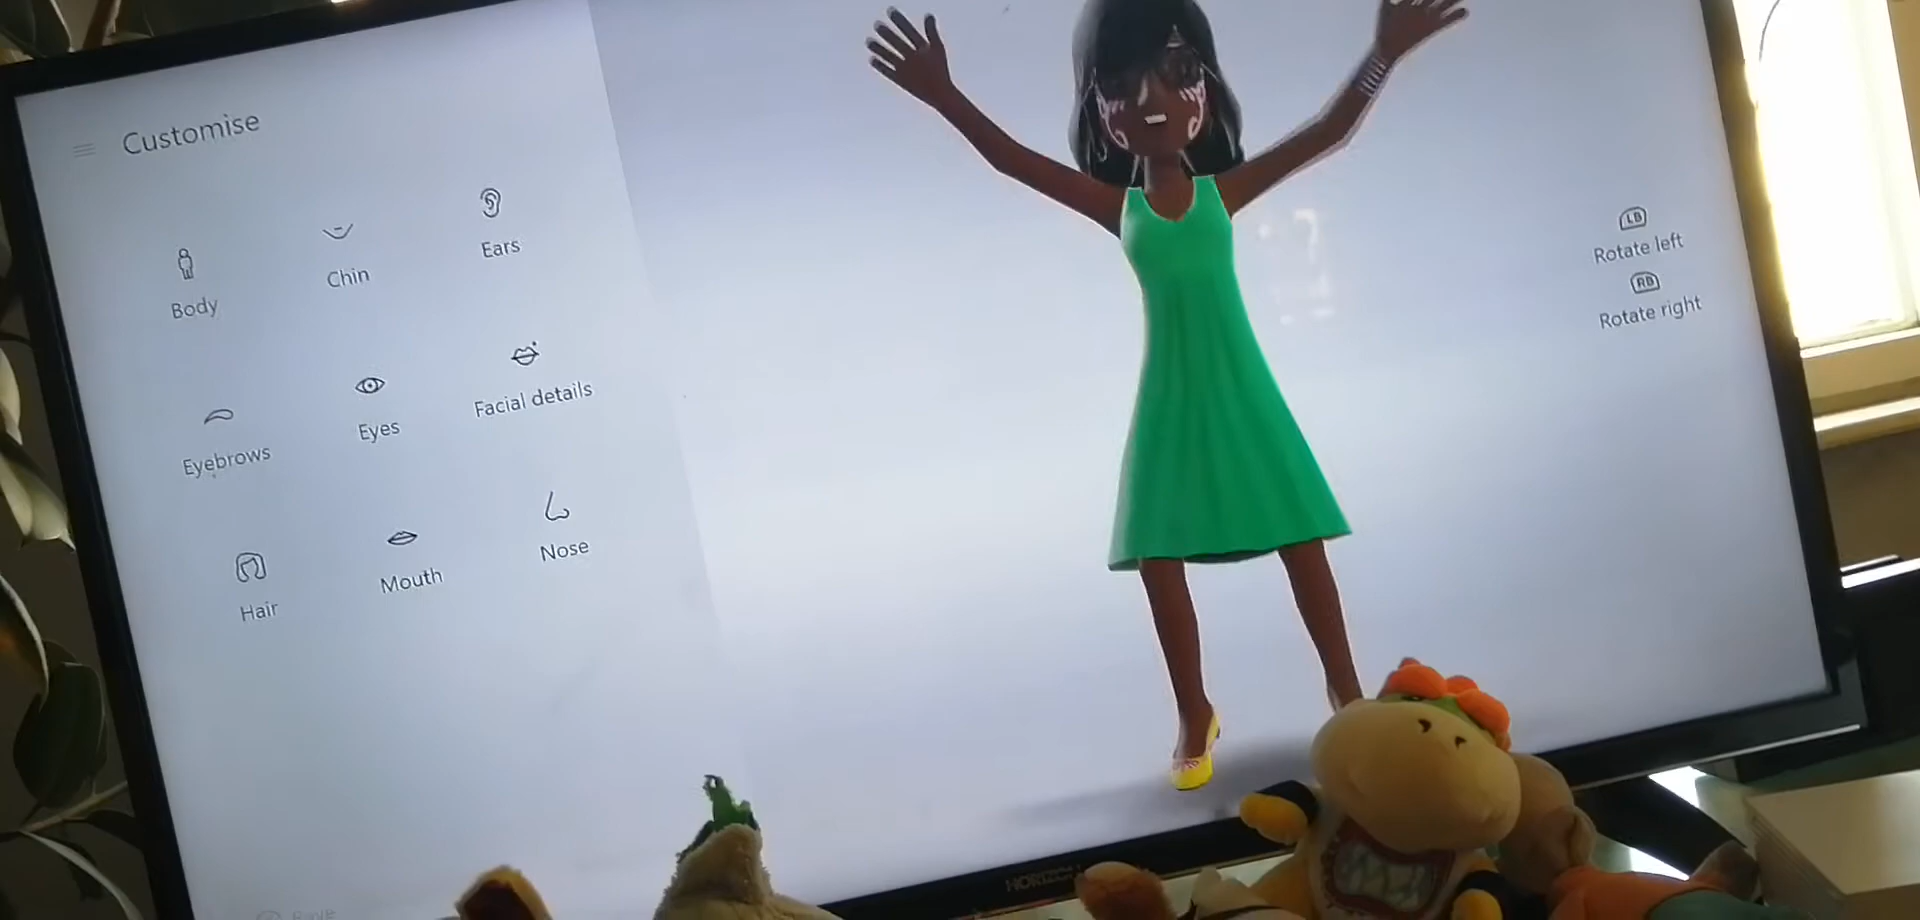 Customise
Body
Chin
Ears
Eyebrows
Eyes
Facial details
Hair
Mouth
Nose
LB
Rotate left
RB
Rotate right